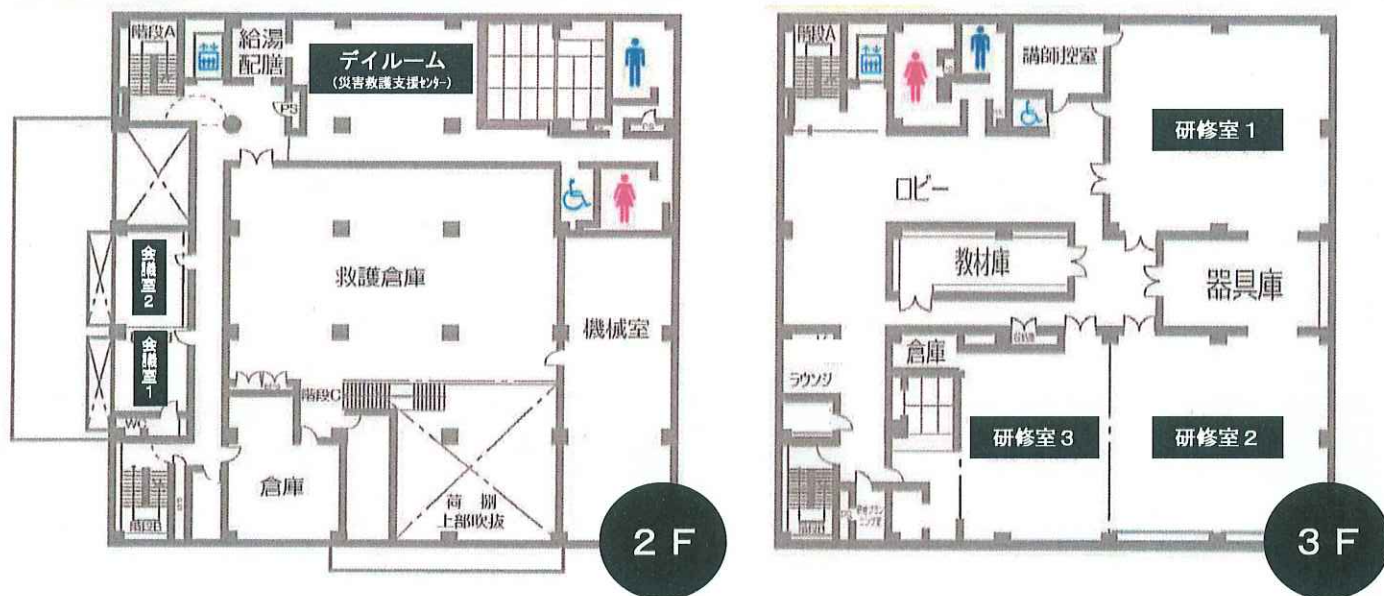 階段A
給湯
配膳
デイルーム
(災害救護支援センター)
PS
会議室2
会議室1
WC
救護倉庫
機械室
階段C
倉庫
荷捌
上部吹抜
階段B
2F
階段A
講師控室
研修室1
ロビー
教材庫
器具庫
倉庫
ラウンジ
研修室3
研修室2
階段B
3F